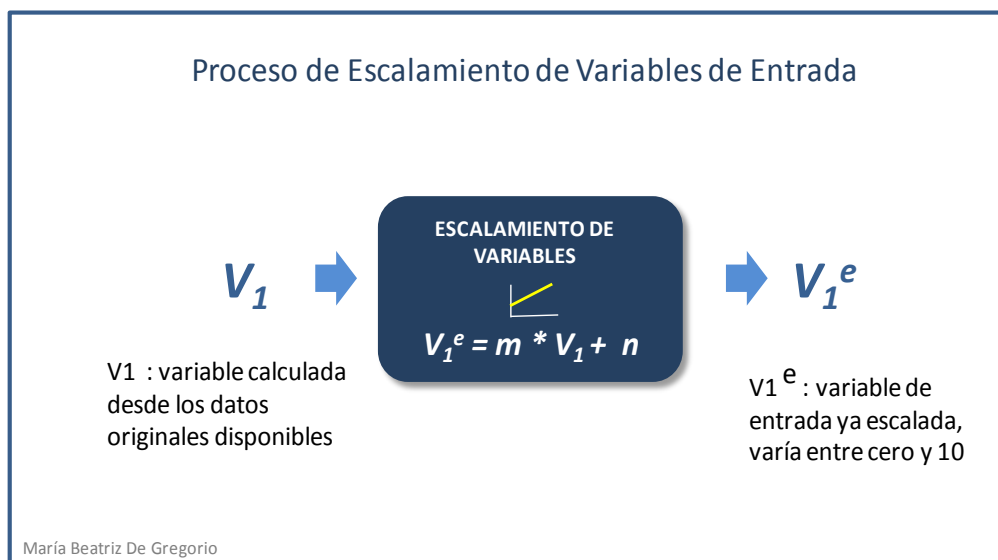 Proceso de Escalamiento de Variables de Entrada
ESCALAMIENTO DE
VARIABLES
V₁
V₁ᵉ = m * V₁ + n
V₁ᵉ
V1 : variable calculada
desde los datos
originales disponibles
V1 ᵉ : variable de
entrada ya escalada,
varía entre cero y 10
María Beatriz De Gregorio